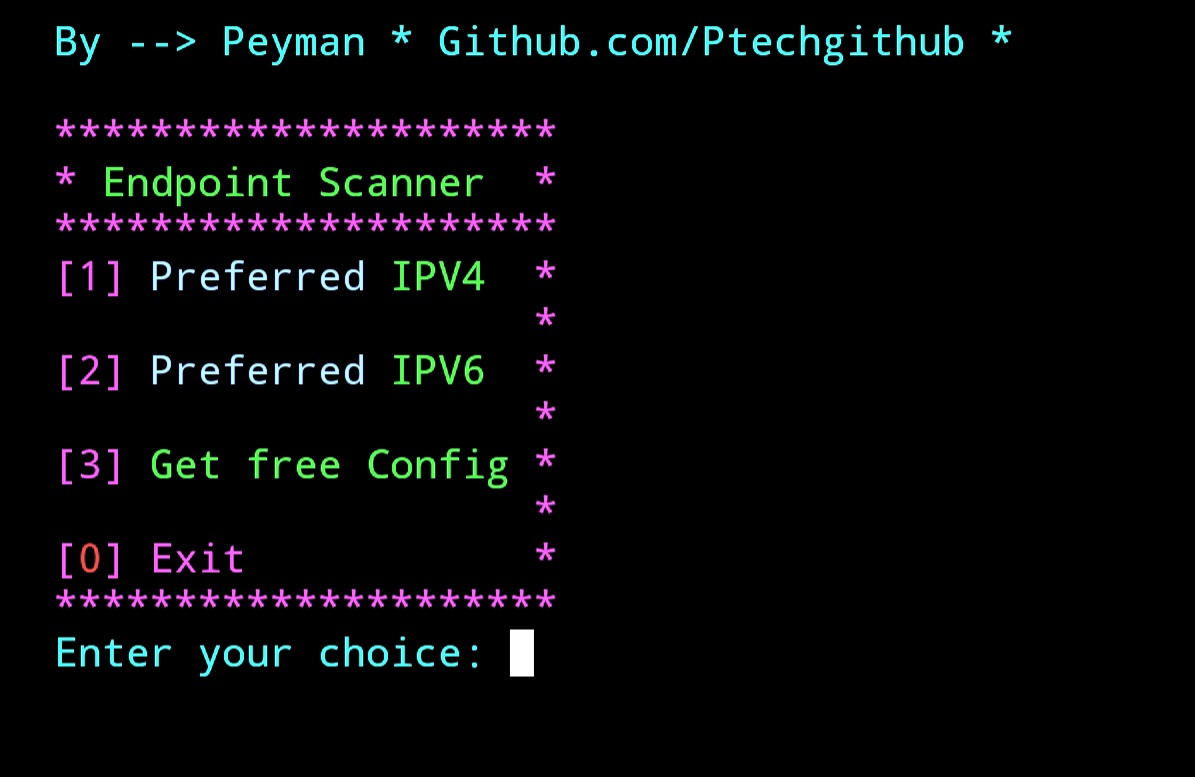 By --> Peyman * Github.com/Ptechgithub *
*********************
* Endpoint Scanner  *
*********************
[1] Preferred IPV4  *
                    *
[2] Preferred IPV6  *
                    *
[3] Get free Config *
                    *
[0] Exit            *
*********************
Enter your choice: